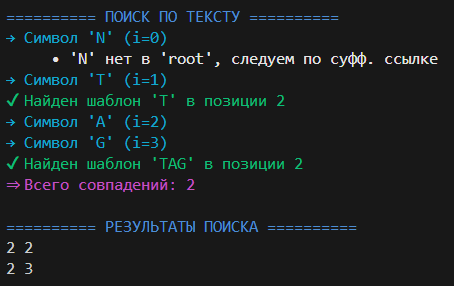 ========== ПОИСК ПО ТЕКСТУ ==========
→ Символ 'N' (i=0)
• 'N' нет в 'root', следуем по суфф. ссылке
→ Символ 'T' (i=1)
✓ Найден шаблон 'T' в позиции 2
→ Символ 'A' (i=2)
→ Символ 'G' (i=3)
✓ Найден шаблон 'TAG' в позиции 2
⇒ Всего совпадений: 2
========== РЕЗУЛЬТАТЫ ПОИСКА ==========
2 2
2 3